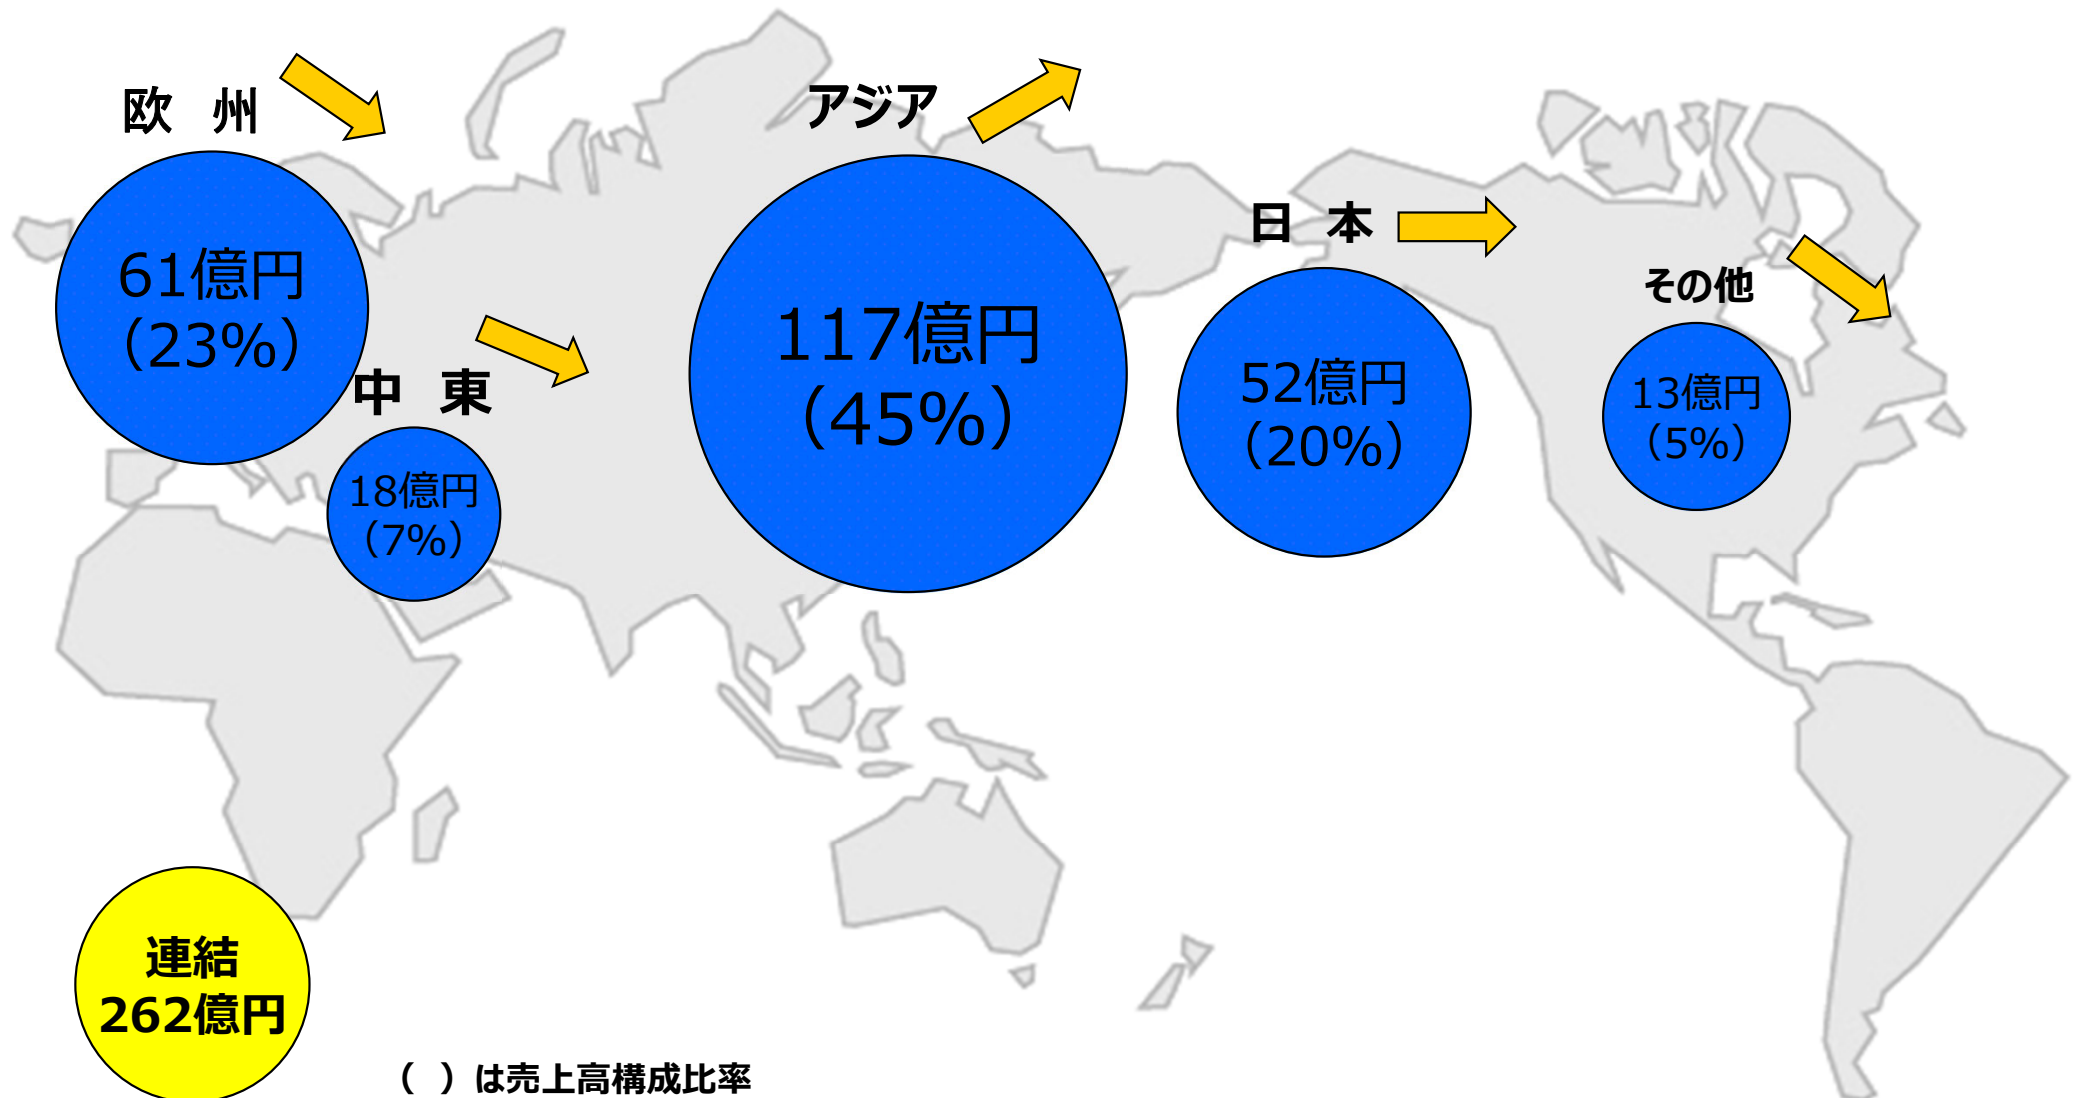 欧 州
61億円
（23%）
中 東
18億円
（7%）
アジア
117億円
（45%）
日 本
52億円
（20%）
その他
13億円
（5%）
連結
262億円
（ ）は売上高構成比率